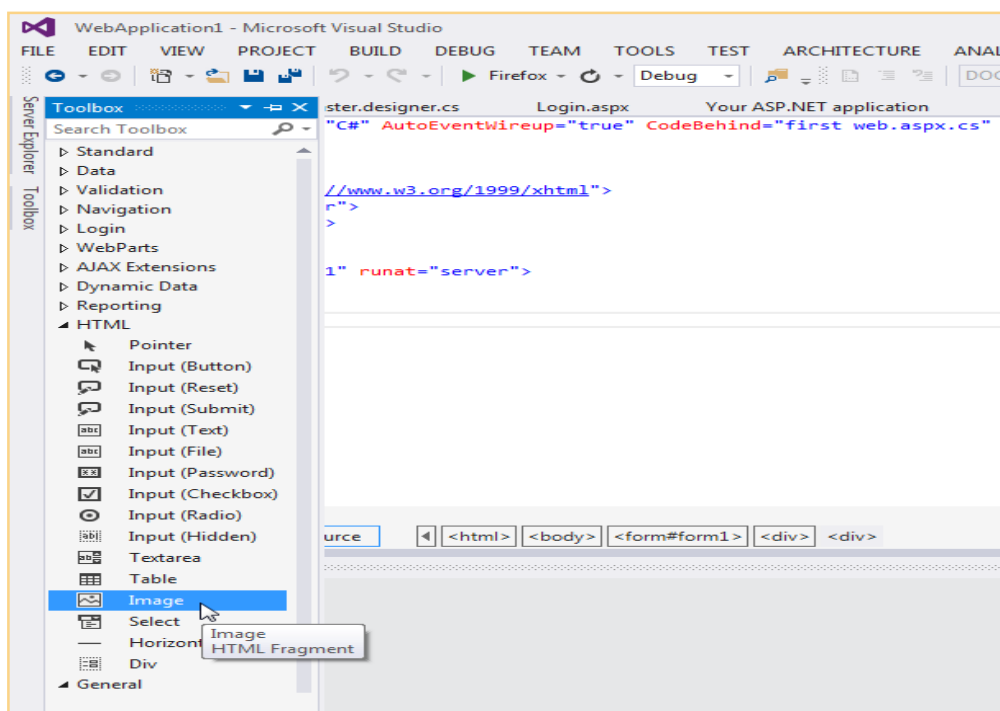 WebApplication1 - Microsoft Visual Studio
FILE EDIT VIEW PROJECT BUILD DEBUG TEAM TOOLS TEST ARCHITECTURE ANAL
Firefox Debug DOC
Server Explorer
Toolbox
Toolbox
Search Toolbox
Standard
Data
Validation
Navigation
Login
WebParts
AJAX Extensions
Dynamic Data
Reporting
HTML
Pointer
Input (Button)
Input (Reset)
Input (Submit)
Input (Text)
Input (File)
Input (Password)
Input (Checkbox)
Input (Radio)
Input (Hidden)
Textarea
Table
Image
Select
Horizont
Div
General
Image
HTML Fragment
ster.designer.cs Login.aspx Your ASP.NET application
"C#" AutoEventWireup="true" CodeBehind="first web.aspx.cs"
//www.w3.org/1999/xhtml">
r">
>
1" runat="server">
urce <html> <body> <form#form1> <div> <div>